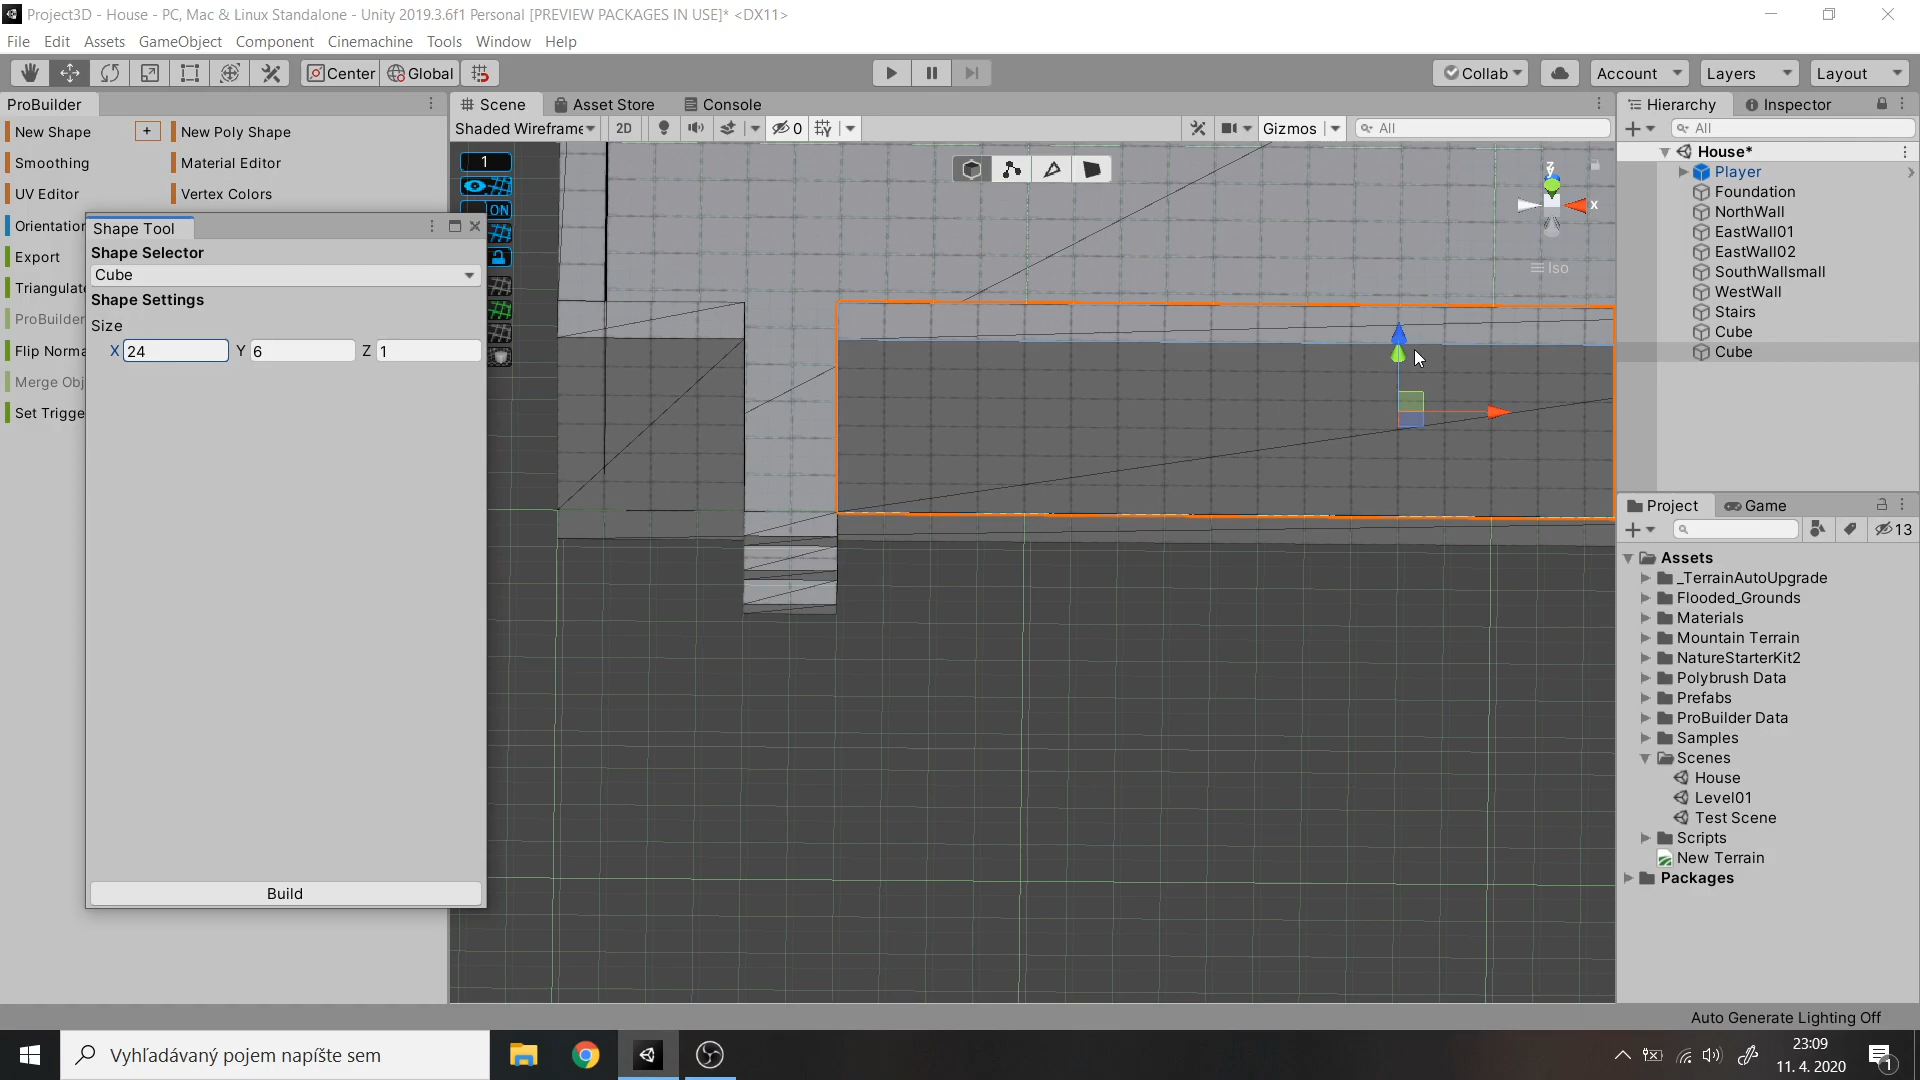 Project3D - House - PC, Mac & Linux Standalone - Unity 2019.3.6f1 Personal [PREVIEW PACKAGES IN USE]* <DX11>
File Edit Assets GameObject Component Cinemachine Tools Window Help
Center Global Collab Account Layers Layout
ProBuilder Scene Asset Store Console Hierarchy Inspector
Shaded Wireframe 2D 0 Gizmos All All
New Shape + New Poly Shape
Smoothing Material Editor
UV Editor Vertex Colors
Orientation
Export
Triangulate
ProBuilder
Flip Norma
Merge Obj
Set Trigge
Shape Tool
Shape Selector
Cube
Shape Settings
Size
X 24 Y 6 Z 1
Build
1
ON
Z
x
Iso
House*
Player
Foundation
NorthWall
EastWall01
EastWall02
SouthWallsmall
WestWall
Stairs
Cube
Cube
Project Game
13
Assets
_TerrainAutoUpgrade
Flooded_Grounds
Materials
Mountain Terrain
NatureStarterKit2
Polybrush Data
Prefabs
ProBuilder Data
Samples
Scenes
House
Level01
Test Scene
Scripts
New Terrain
Packages
Auto Generate Lighting Off
Vyhľadávaný pojem napíšte sem
23:09
11. 4. 2020
1